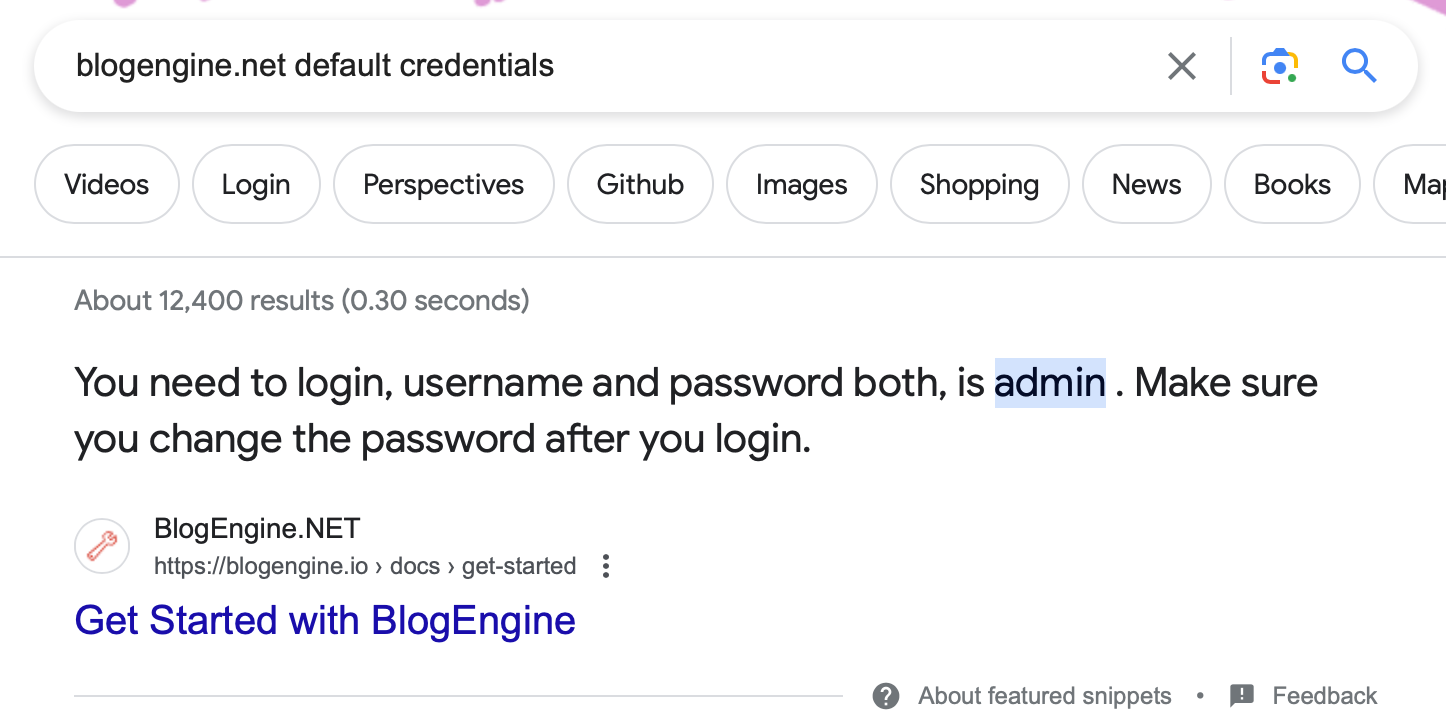 blogengine.net default credentials
Videos
Login
Perspectives
Github
Images
Shopping
News
Books
Map
About 12,400 results (0.30 seconds)
You need to login, username and password both, is admin . Make sure
you change the password after you login.
BlogEngine.NET
https://blogengine.io › docs › get-started
Get Started with BlogEngine
About featured snippets • Feedback